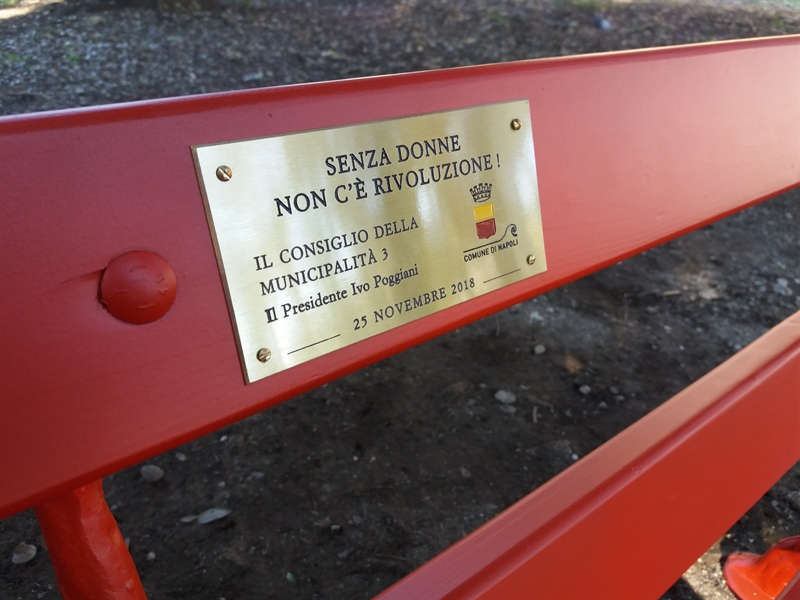 SENZA DONNE
NON C'È RIVOLUZIONE !
IL CONSIGLIO DELLA
MUNICIPALITÀ 3
Il Presidente Ivo Poggiani
COMUNE DI NAPOLI
25 NOVEMBRE 2018